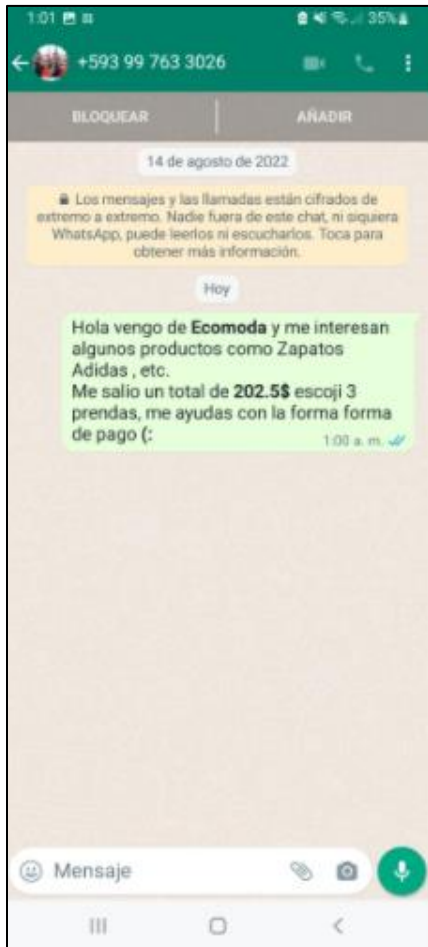 1:01
35%
+593 99 763 3026
BLOQUEAR
AÑADIR
14 de agosto de 2022
Los mensajes y las llamadas están cifrados de
extremo a extremo. Nadie fuera de este chat, ni siquiera
WhatsApp, puede leerlos ni escucharlos. Toca para
obtener más información.
Hoy
Hola vengo de Ecomoda y me interesan
algunos productos como Zapatos
Adidas , etc.
Me salio un total de 202.5$ escoji 3
prendas, me ayudas con la forma forma
de pago (:
1:00 a. m.
Mensaje